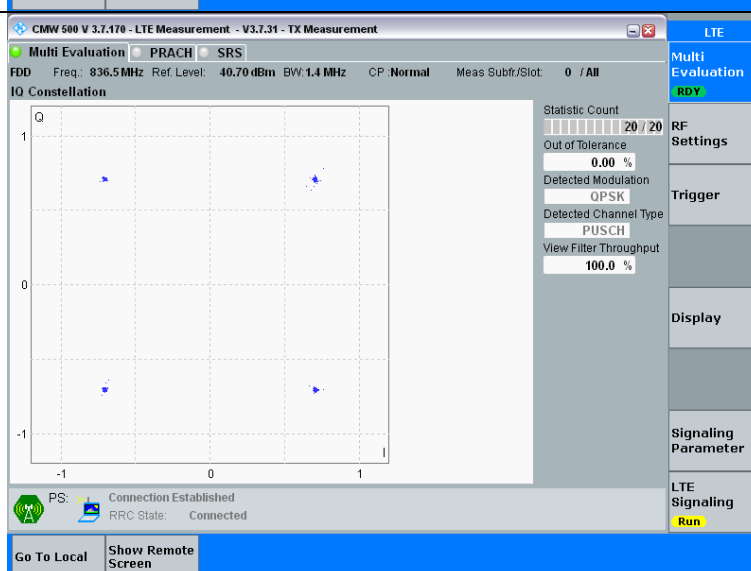 CMW 500 V 3.7.170 - LTE Measurement - V3.7.31 - TX Measurement
LTE
Multi Evaluation PRACH SRS
FDD Freq.: 836.5 MHz Ref. Level: 40.70 dBm BW: 1.4 MHz CP :Normal Meas Subfr./Slot: 0 / All
IQ Constellation
Q
1
0
-1
-1 0 1
I
Statistic Count
20 / 20
Out of Tolerance
0.00 %
Detected Modulation
QPSK
Detected Channel Type
PUSCH
View Filter Throughput
100.0 %
Multi
Evaluation
RDY
RF
Settings
Trigger
Display
Signaling
Parameter
LTE
Signaling
Run
PS: Connection Established
RRC State: Connected
Go To Local
Show Remote
Screen